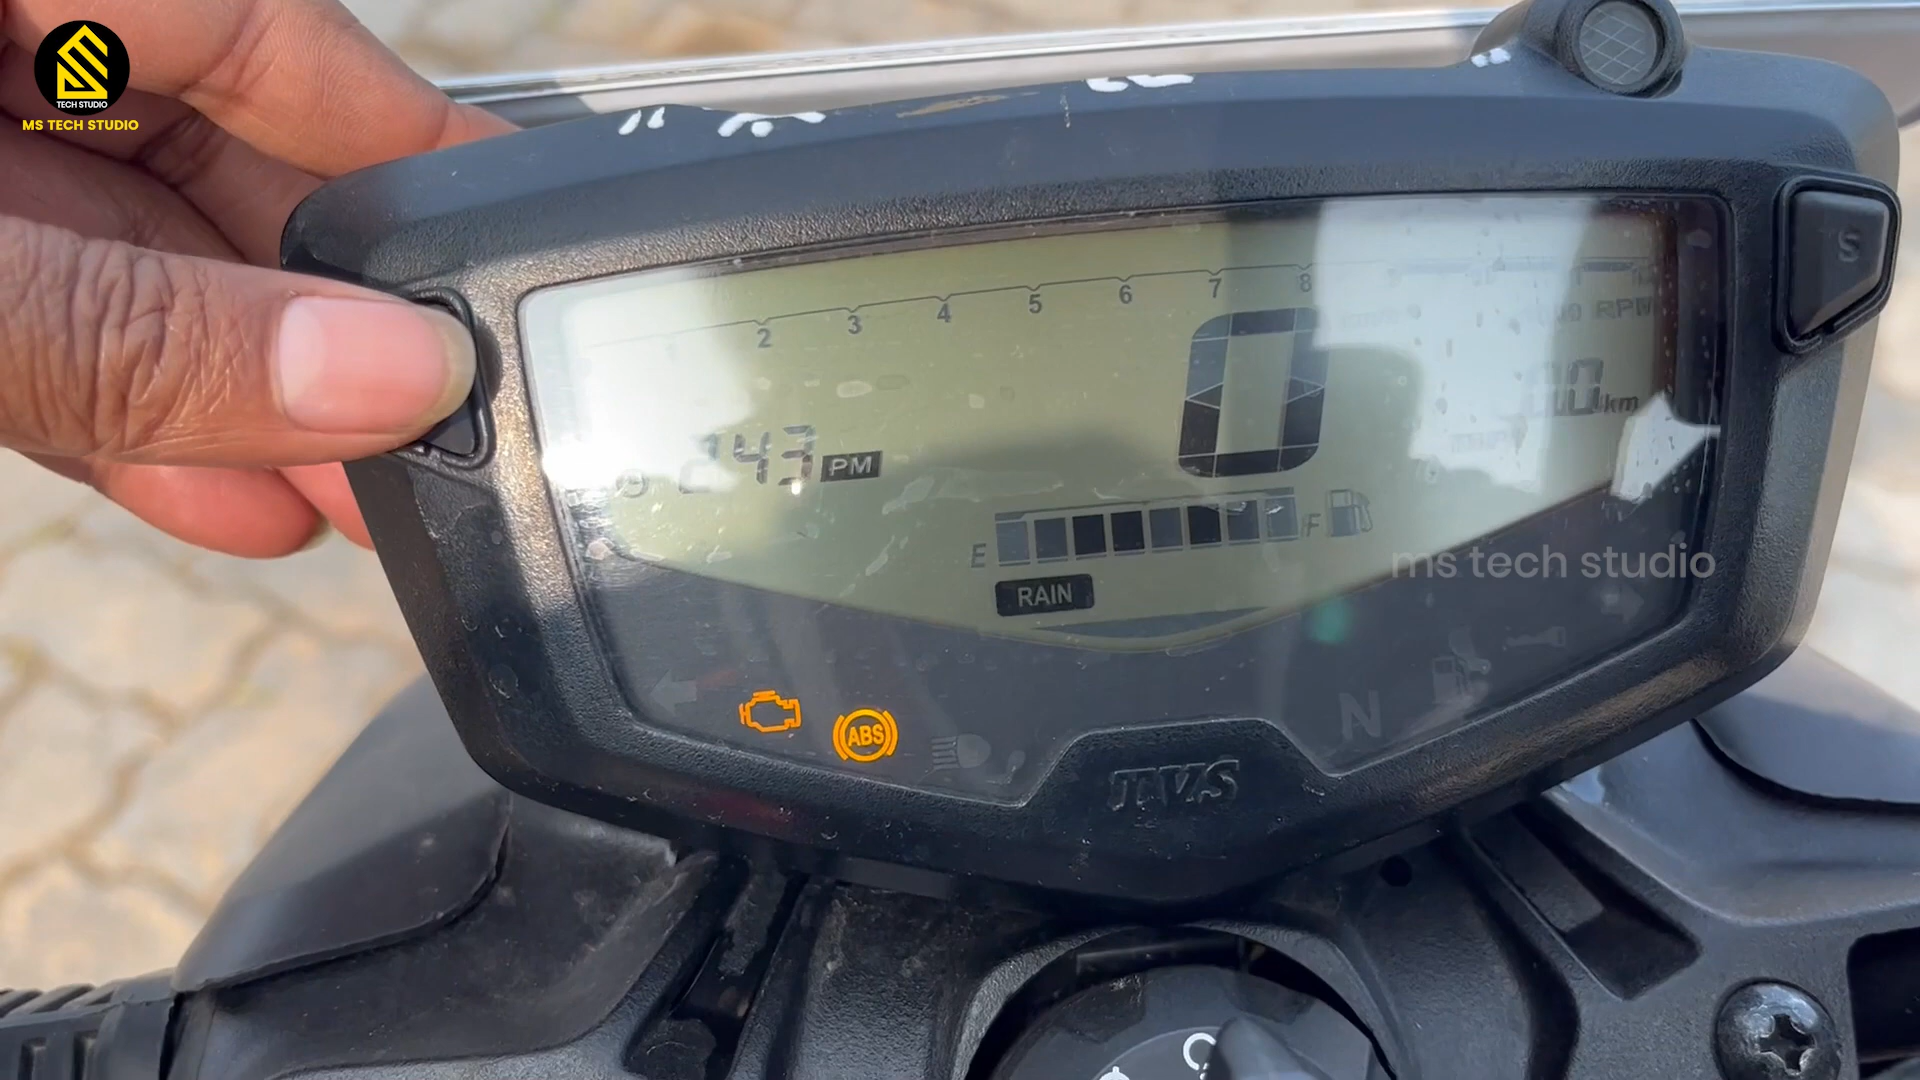 TECH STUDIO
MS TECH STUDIO
S
2 3 4 5 6 7 8
0
243 PM
km
E F
RAIN
ms tech studio
ABS
N
TVS